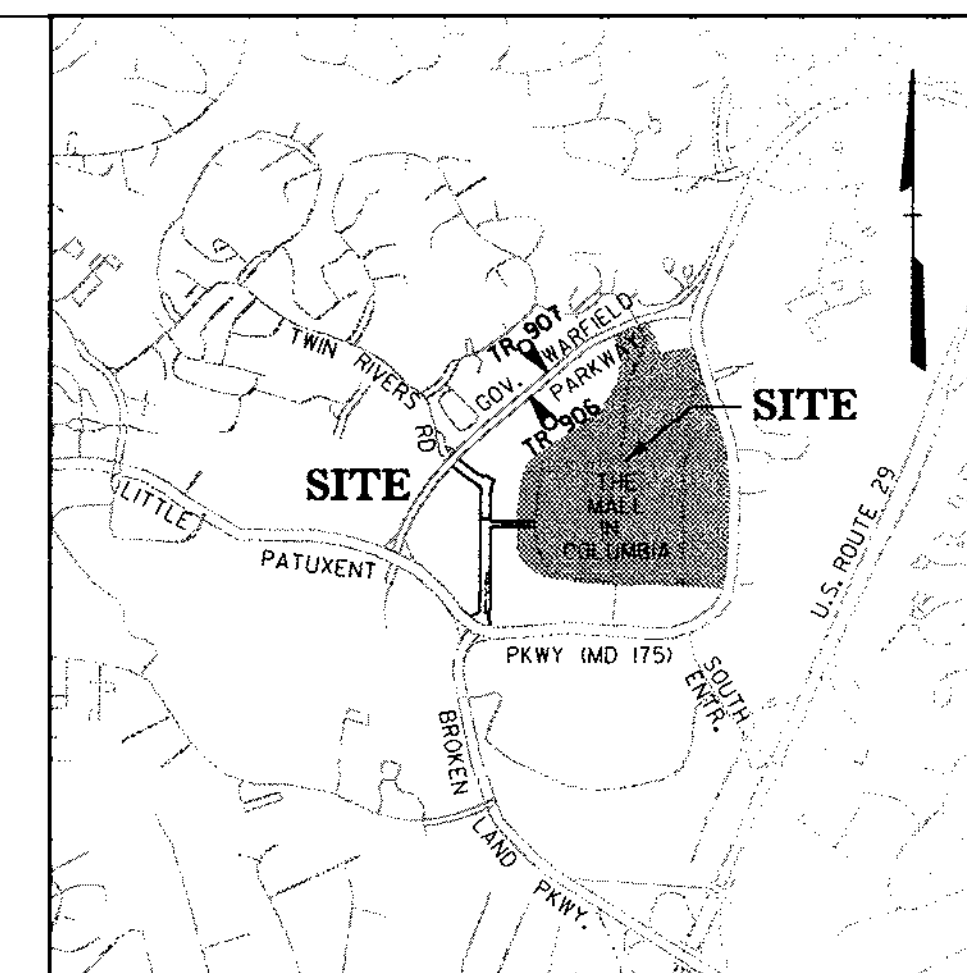 TWIN RIVERS RD
TR 907
GOV. WARFIELD
PARKWAY
TR 906
SITE
SITE
THE
MALL
IN
COLUMBIA
LITTLE
PATUXENT
PKWY (MD 175)
U.S. ROUTE 29
SOUTH
ENTR.
BROKEN
LAND PKWY.